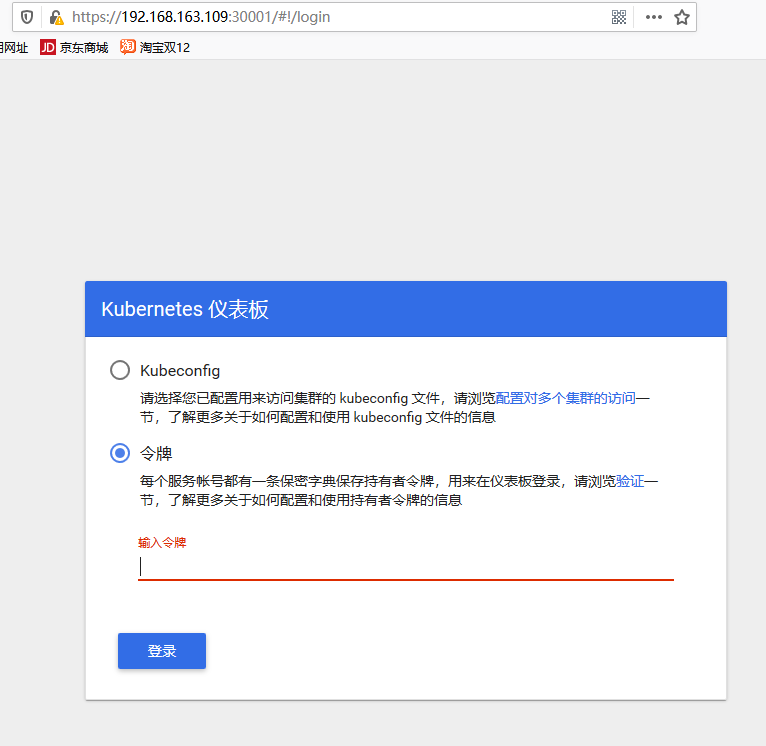 https://192.168.163.109:30001/#!/login
用网址 JD 京东商城 淘 淘宝双12
Kubernetes 仪表板
Kubeconfig
请选择您已配置用来访问集群的 kubeconfig 文件，请浏览配置对多个集群的访问一
节，了解更多关于如何配置和使用 kubeconfig 文件的信息
令牌
每个服务帐号都有一条保密字典保存持有者令牌，用来在仪表板登录，请浏览验证一
节，了解更多关于如何配置和使用持有者令牌的信息
输入令牌
登录